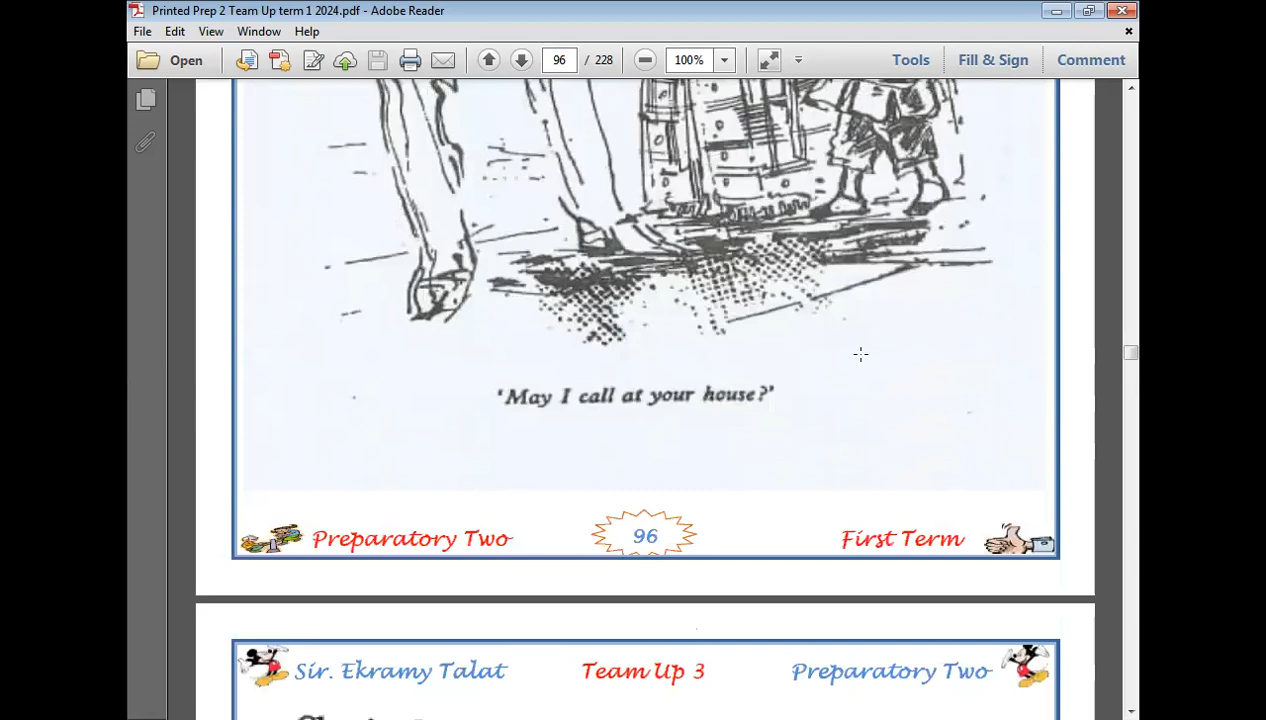 Printed Prep 2 Team Up term 1 2024.pdf - Adobe Reader
File Edit View Window Help
Open 96 / 228 100% Tools Fill & Sign Comment
'May I call at your house?'
Preparatory Two 96 First Term
Sir. Ekramy Talat Team Up 3 Preparatory Two